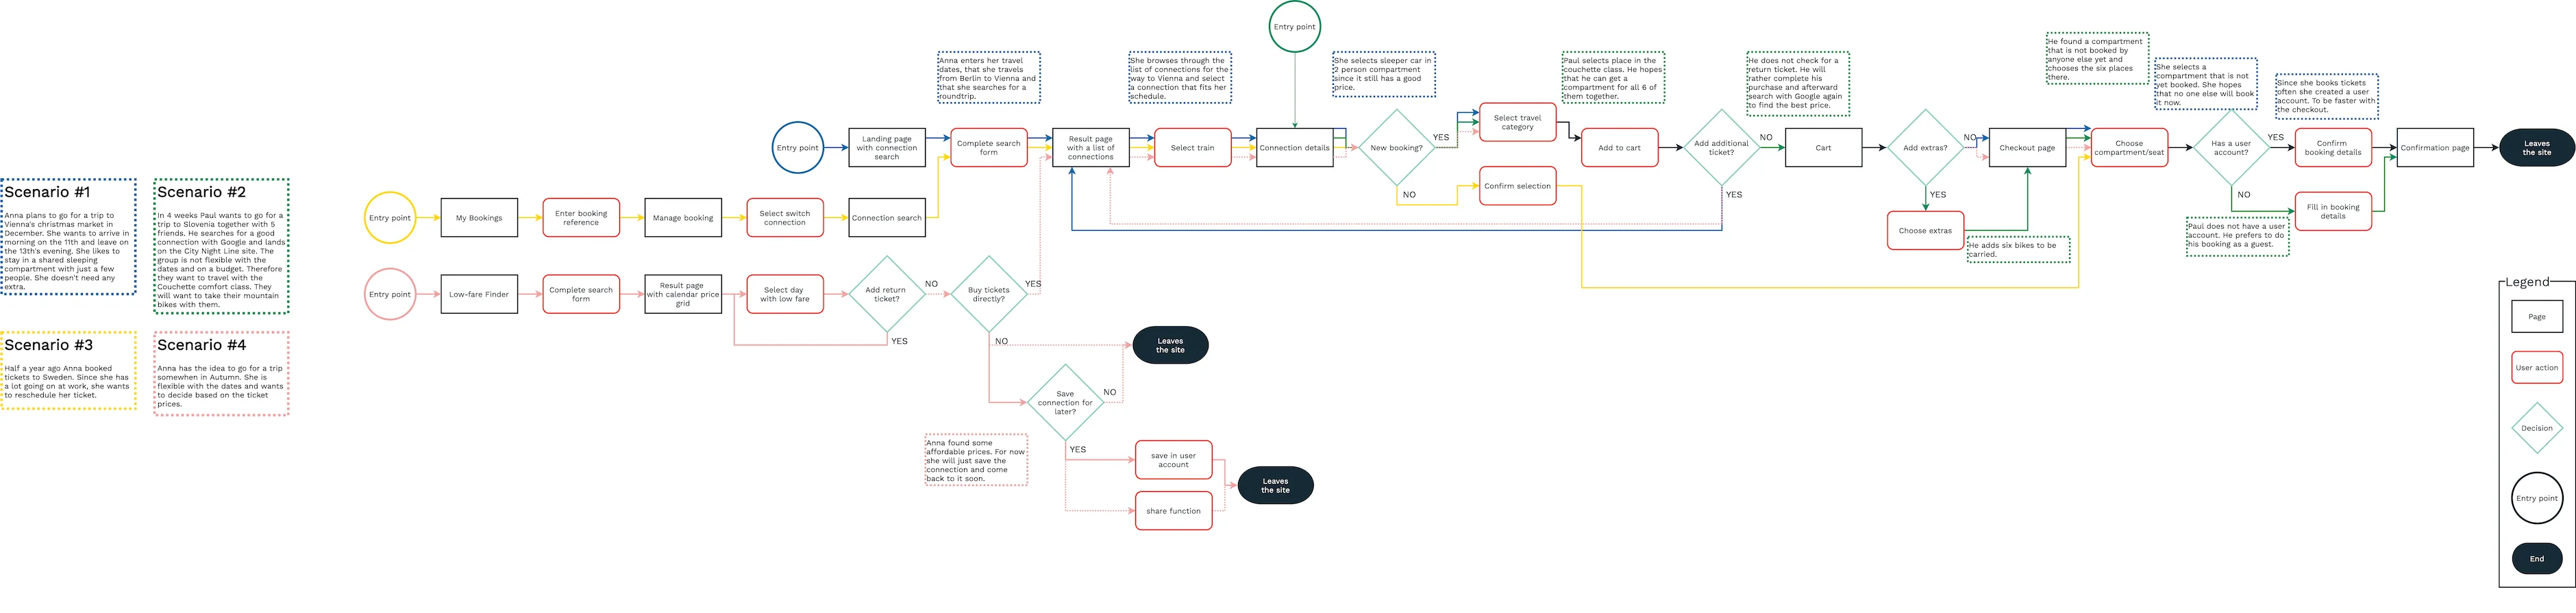 Entry point
Anna enters her travel
dates, that she travels
from Berlin to Vienna and
that she searches for a
roundtrip.
She browses through the
list of connections for the
way to Vienna and select
a connection that fits her
schedule.
She selects sleeper car in
2 person compartment
since it still has a good
price.
Paul selects place in the
couchette class. He hopes
that he can get a
compartment for all 6 of
them together.
He does not check for a
return ticket. He will
rather complete his
purchase and afterward
search with Google again
to find the best price.
He found a compartment
that is not booked by
anyone else yet and
chooses the six places
there.
She selects a
compartment that is not
yet booked. She hopes
that no one else will book
it now.
Since she books tickets
often she created a user
account. To be faster with
the checkout.
Entry point
Landing page
with connection
search
Complete search
form
Result page
with a list of
connections
Select train
Connection details
New booking?
YES
NO
Select travel
category
Confirm selection
Add to cart
Add additional
ticket?
NO
YES
Cart
Add extras?
NO
YES
Choose extras
He adds six bikes to be
carried.
Checkout page
Choose
compartment/seat
Has a user
account?
YES
NO
Confirm
booking details
Fill in booking
details
Paul does not have a user
account. He prefers to do
his booking as a guest.
Confirmation page
Leaves
the site
Scenario #1
Anna plans to go for a trip to
Vienna's christmas market in
December. She wants to arrive in
morning on the 11th and leave on
the 13th's evening. She likes to
stay in a shared sleeping
compartment with just a few
people. She doesn't need any
extra.
Scenario #2
In 4 weeks Paul wants to go for a
trip to Slovenia together with 5
friends. He searches for a good
connection with Google and lands
on the City Night Line site. The
group is not flexible with the
dates and on a budget. Therefore
they want to travel with the
Couchette comfort class. They
will want to take their mountain
bikes with them.
Entry point
My Bookings
Enter booking
reference
Manage booking
Select switch
connection
Connection search
Entry point
Low-fare Finder
Complete search
form
Result page
with calendar price
grid
Select day
with low fare
Add return
ticket?
NO
YES
Buy tickets
directly?
YES
NO
Leaves
the site
Save
connection for
later?
NO
YES
Anna found some
affordable prices. For now
she will just save the
connection and come
back to it soon.
save in user
account
share function
Leaves
the site
Scenario #3
Half a year ago Anna booked
tickets to Sweden. Since she has
a lot going on at work, she wants
to reschedule her ticket.
Scenario #4
Anna has the idea to go for a trip
somewhen in Autumn. She is
flexible with the dates and wants
to decide based on the ticket
prices.
Legend
Page
User action
Decision
Entry point
End